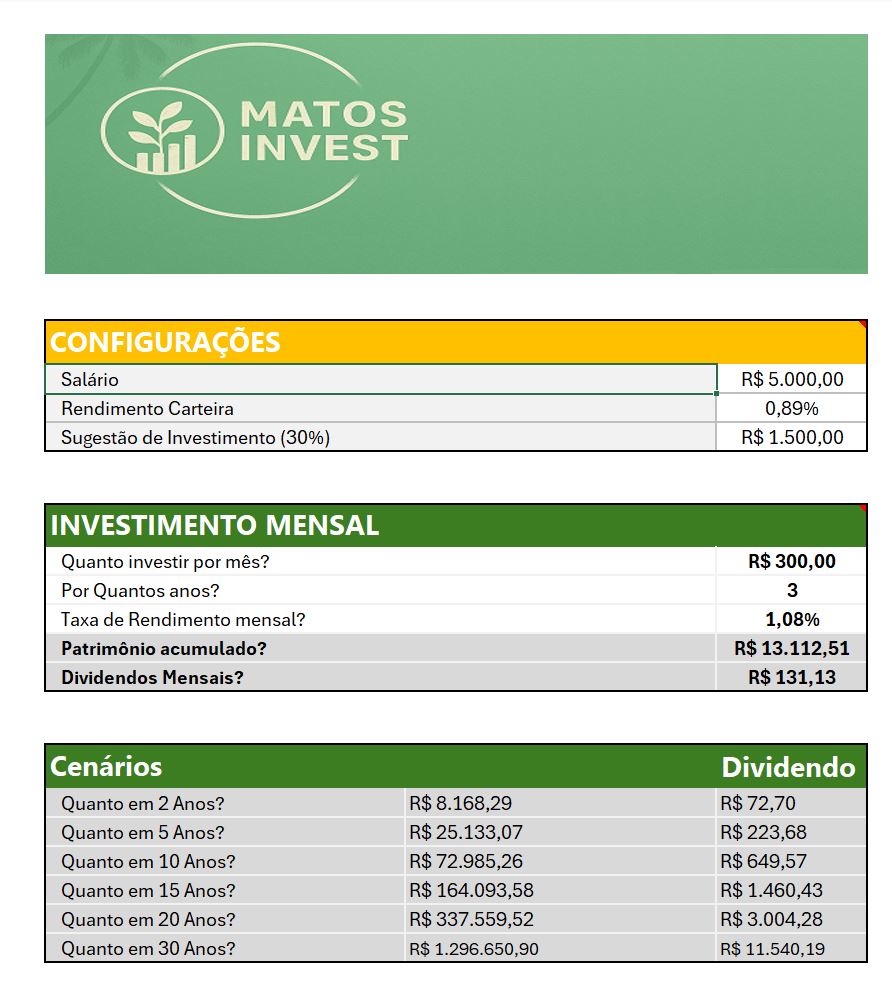 MATOS
INVEST
CONFIGURAÇÕES
Salário R$ 5.000,00
Rendimento Carteira 0,89%
Sugestão de Investimento (30%) R$ 1.500,00
INVESTIMENTO MENSAL
Quanto investir por mês? R$ 300,00
Por Quantos anos? 3
Taxa de Rendimento mensal? 1,08%
Patrimônio acumulado? R$ 13.112,51
Dividendos Mensais? R$ 131,13
Cenários Dividendo
Quanto em 2 Anos? R$ 8.168,29 R$ 72,70
Quanto em 5 Anos? R$ 25.133,07 R$ 223,68
Quanto em 10 Anos? R$ 72.985,26 R$ 649,57
Quanto em 15 Anos? R$ 164.093,58 R$ 1.460,43
Quanto em 20 Anos? R$ 337.559,52 R$ 3.004,28
Quanto em 30 Anos? R$ 1.296.650,90 R$ 11.540,19